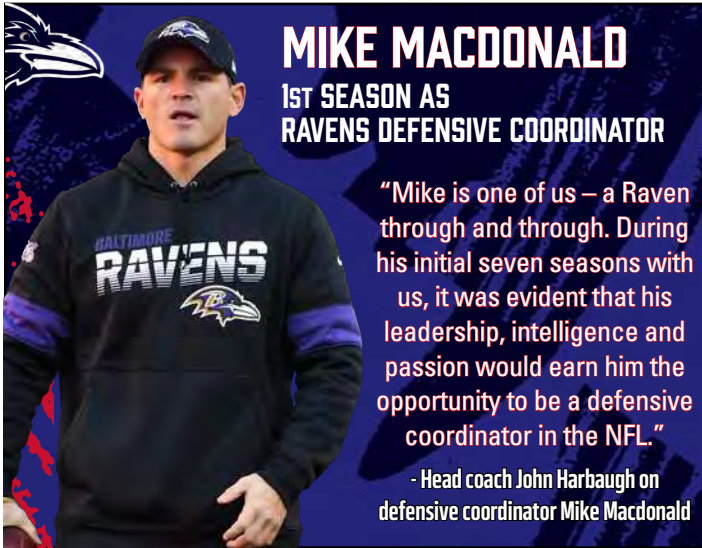 MIKE MACDONALD
1ST SEASON AS
RAVENS DEFENSIVE COORDINATOR
“Mike is one of us – a Raven
through and through. During
his initial seven seasons with
us, it was evident that his
leadership, intelligence and
passion would earn him the
opportunity to be a defensive
coordinator in the NFL.”
- Head coach John Harbaugh on
defensive coordinator Mike Macdonald
BALTIMORE
RAVENS
B